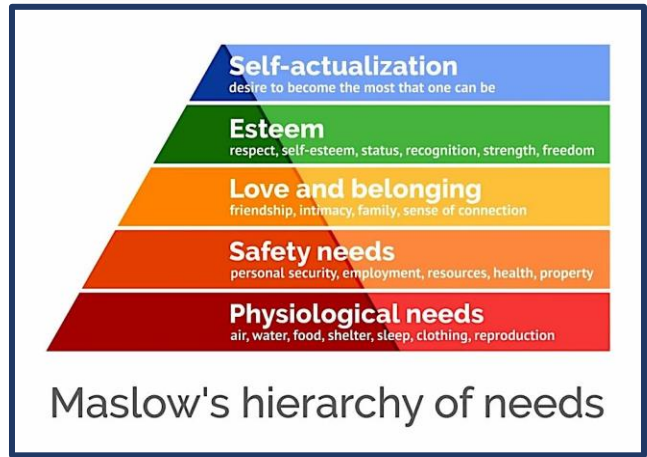 Self-actualization
desire to become the most that one can be
Esteem
respect, self-esteem, status, recognition, strength, freedom
Love and belonging
friendship, intimacy, family, sense of connection
Safety needs
personal security, employment, resources, health, property
Physiological needs
air, water, food, shelter, sleep, clothing, reproduction
Maslow's hierarchy of needs